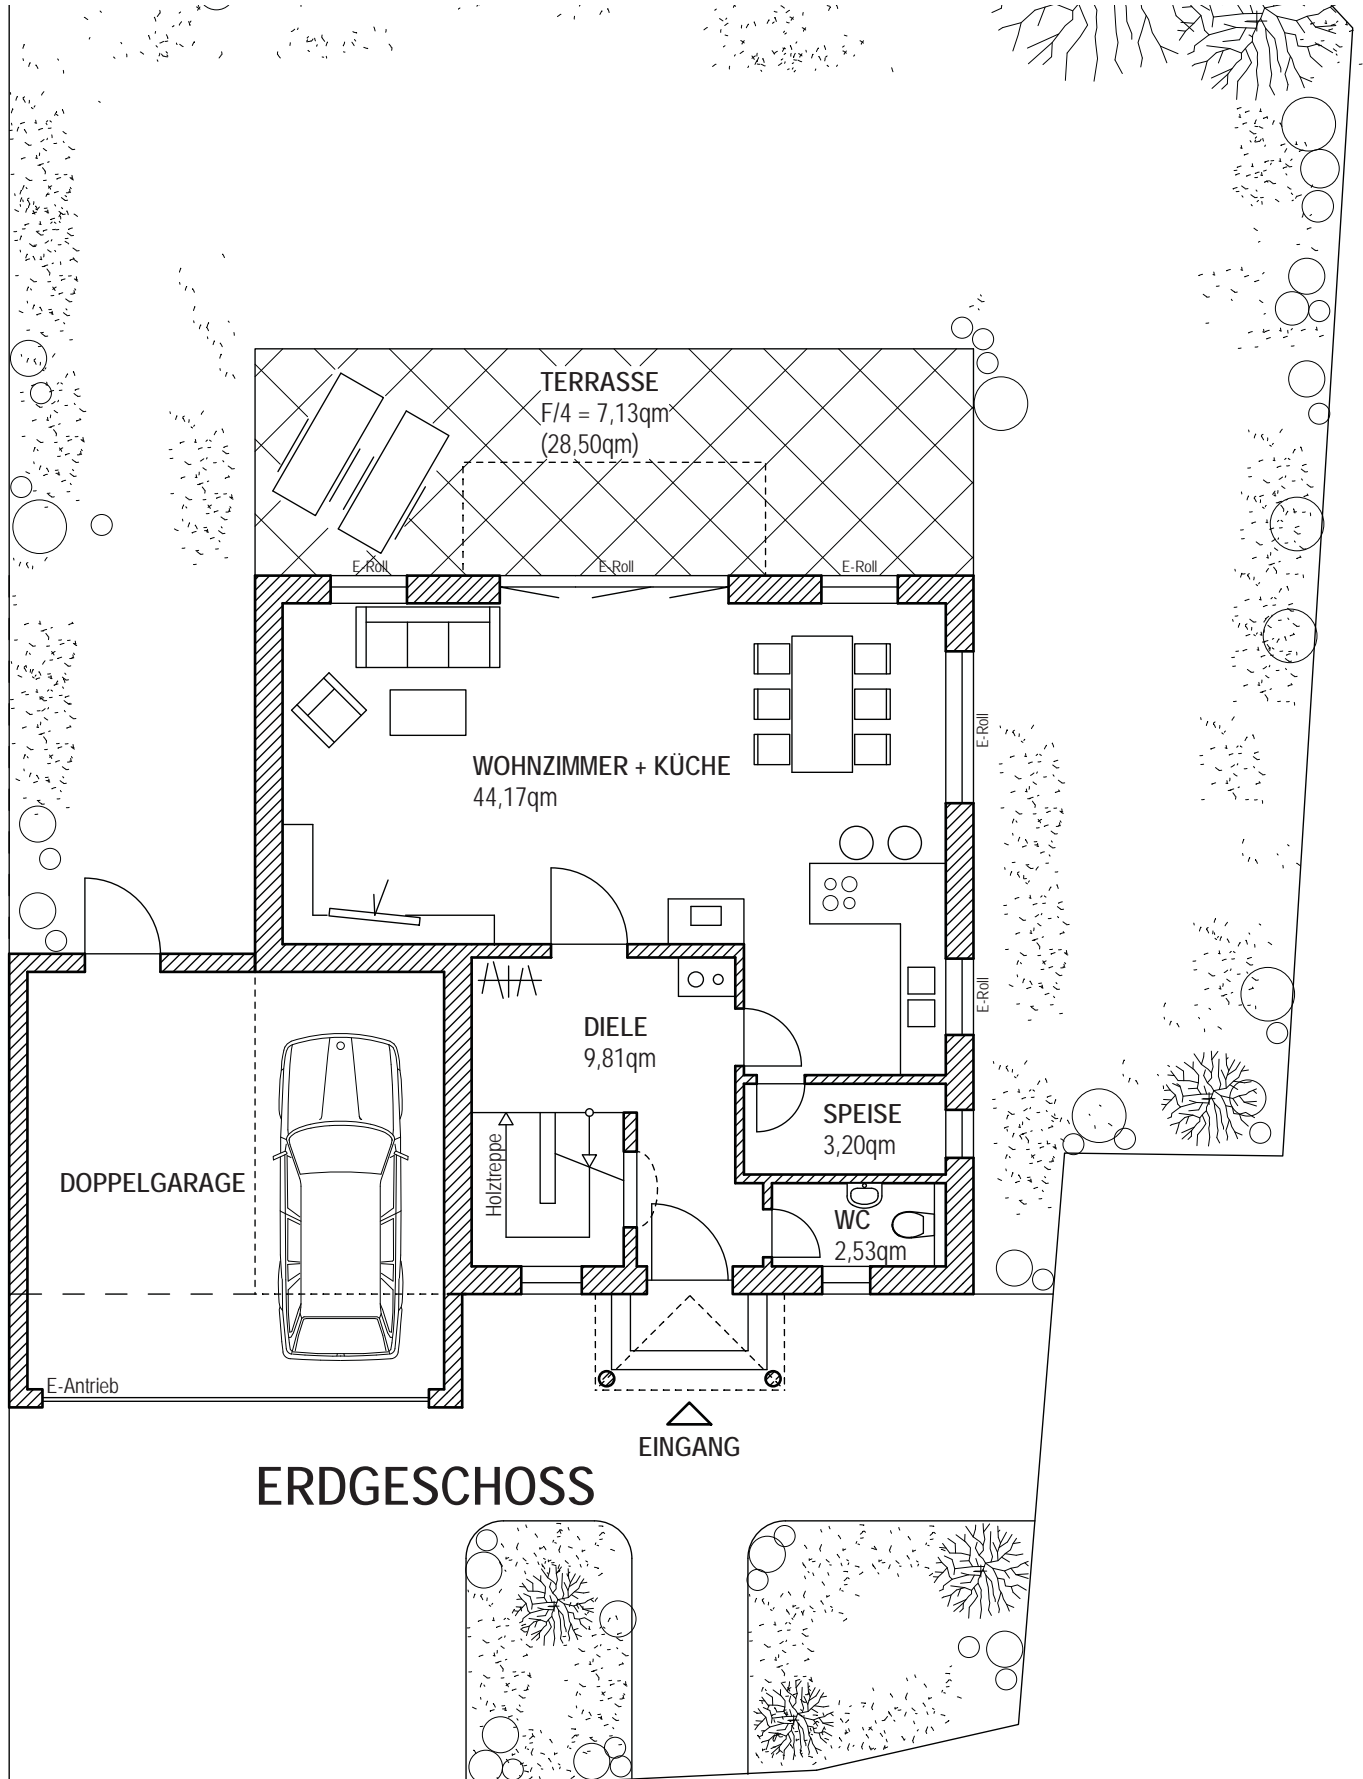 TERRASSE
F/4 = 7,13qm
(28,50qm)
E-Roll
E-Roll
E-Roll
E-Roll
WOHNZIMMER + KÜCHE
44,17qm
E-Roll
DIELE
9,81qm
SPEISE
3,20qm
Holztreppe
DOPPELGARAGE
WC
2,53qm
E-Antrieb
EINGANG
ERDGESCHOSS